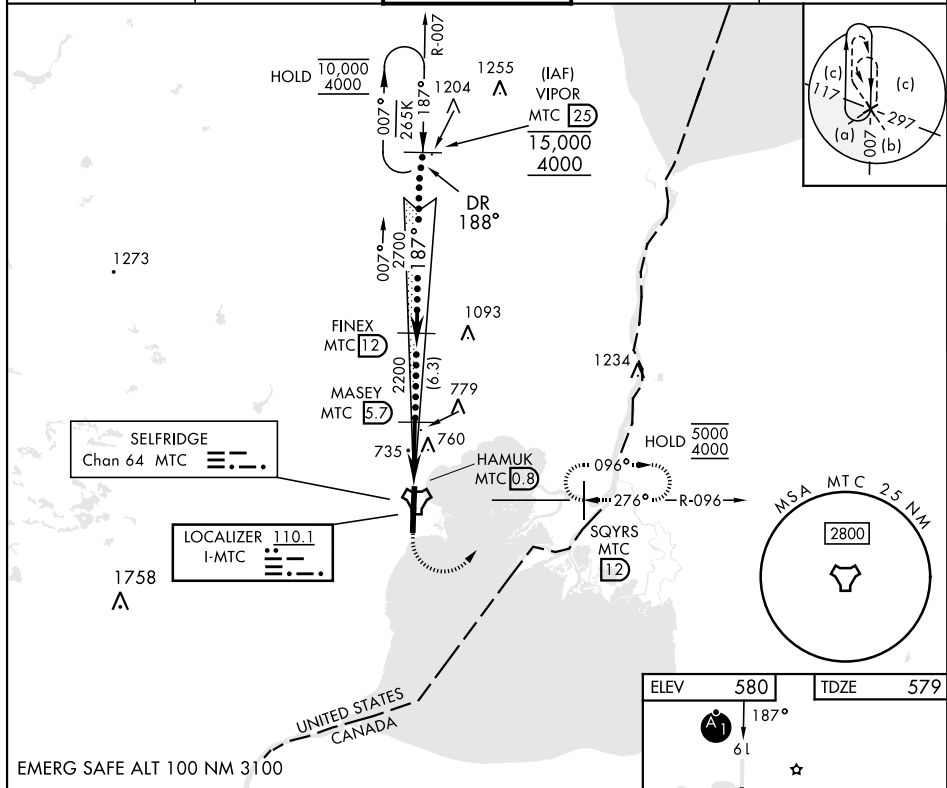 R-007
HOLD 10,000
4000
007°
265K
187°
1204
1255
(IAF)
VIPOR
MTC 25
15,000
4000
DR
188°
(c)
(c)
117
297
(a)
(b)
007
1273
007°
2700
187°
FINEX
MTC 12
1093
2200
(6.3)
1234
MASEY
MTC 5.7
779
760
735
SELFRIDGE
Chan 64 MTC
HAMUK
MTC 0.8
HOLD 5000
4000
096°
276°
R-096
SQYRS
MTC
12
LOCALIZER 110.1
I-MTC
1758
MSA MTC 25 NM
2800
UNITED STATES
CANADA
EMERG SAFE ALT 100 NM 3100
ELEV 580
TDZE 579
A1
187°
19